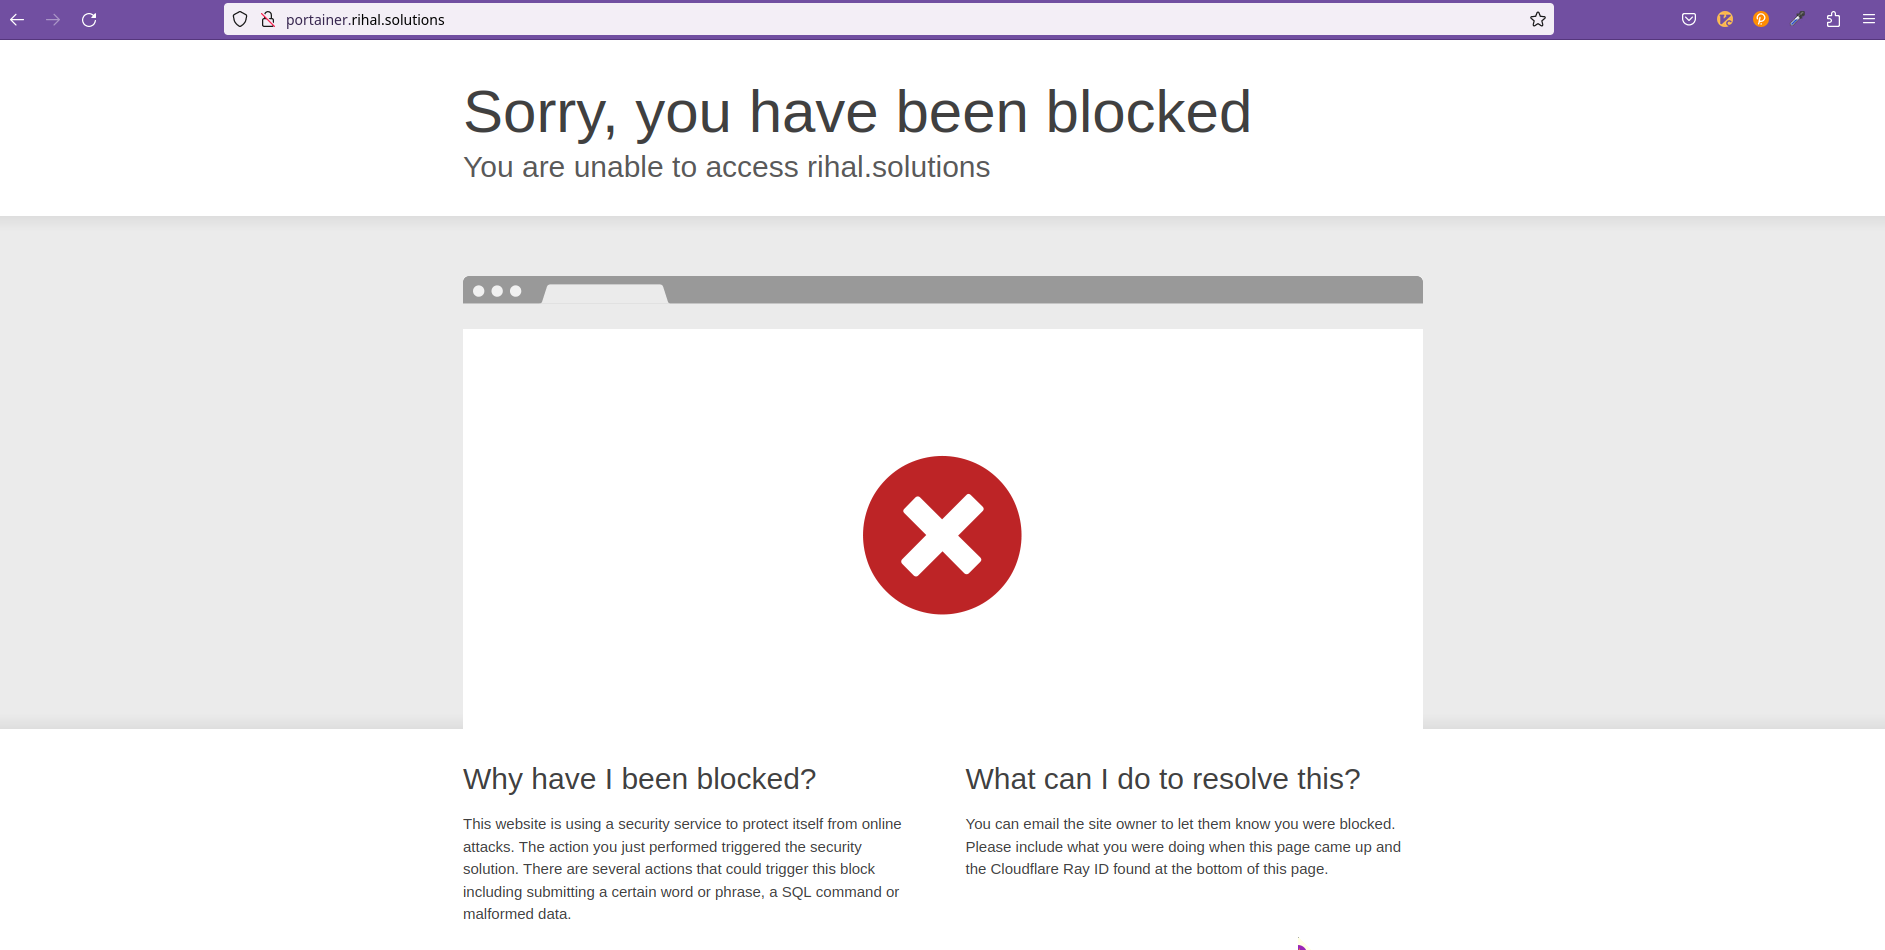 portainer.rihal.solutions
Sorry, you have been blocked
You are unable to access rihal.solutions
Why have I been blocked?
This website is using a security service to protect itself from online
attacks. The action you just performed triggered the security
solution. There are several actions that could trigger this block
including submitting a certain word or phrase, a SQL command or
malformed data.
What can I do to resolve this?
You can email the site owner to let them know you were blocked.
Please include what you were doing when this page came up and
the Cloudflare Ray ID found at the bottom of this page.